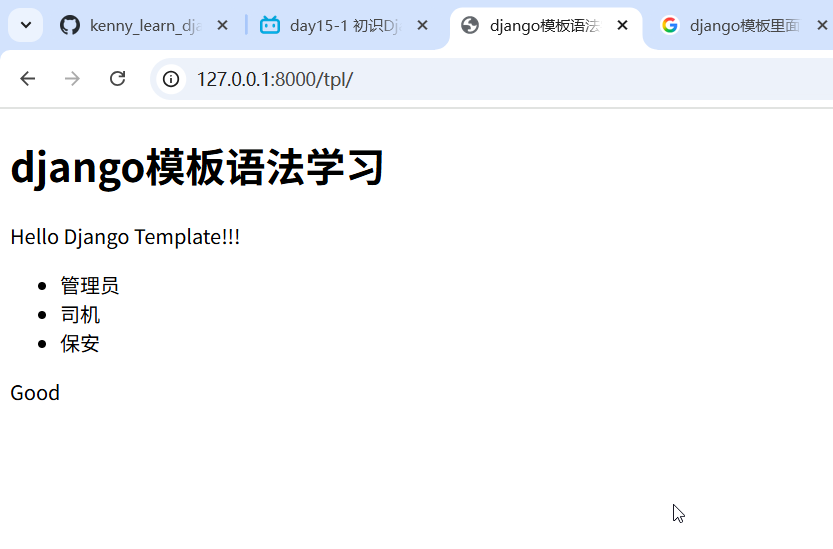 kenny_learn_dja
day15-1 初识Dj
django模板语法
django模板里面
127.0.0.1:8000/tpl/
django模板语法学习
Hello Django Template!!!
管理员
司机
保安
Good